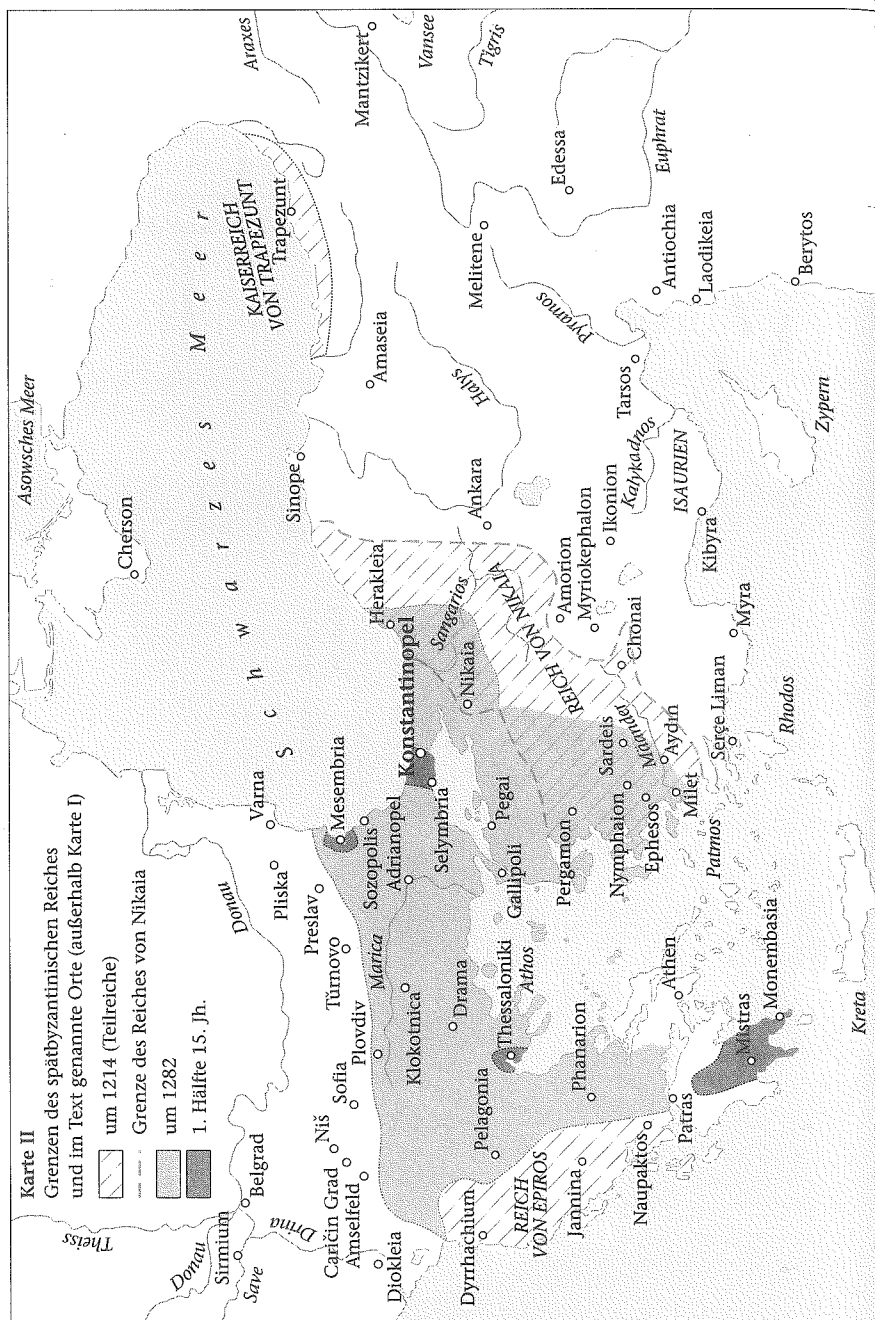 Karte II
Grenzen des spätbyzantinischen Reiches
und im Text genannte Orte (außerhalb Karte I)
um 1214 (Teilreiche)
Grenze des Reiches von Nikaia
um 1282
1. Hälfte 15. Jh.
Asowsches Meer
Cherson
Schwarzes Meer
Araxes
Mantzikert
Vansee
Tigris
KAISERREICH
VON TRAPEZUNT
Trapezunt
Theiss
Donau
Sirmium
Save
Belgrad
Drina
Donau
Varna
Pliska
Preslav
Tŭrnovo
Mesembria
Sinope
Amaseia
Niš
Caričin Grad
Amselfeld
Sofia
Plovdiv
Marica
Sozopolis
Adrianopel
Konstantinopel
Herakleia
Diokleia
Klokotnica
Selymbria
Sangarios
Halys
Ankara
Melitene
Edessa
Euphrat
Dyrrhachium
Pelagonia
Drama
Thessaloniki
Athos
Gallipoli
Pegai
Nikaia
REICH VON NIKAIA
REICH
VON EPIROS
Jannina
Phanarion
Pergamon
Amorion
Myriokephalon
Ikonion
Pyramos
Naupaktos
Nymphaion
Sardeis
Chonai
Kalykadnos
Tarsos
Antiochia
Patras
Athen
Ephesos
Mäander
Aydın
Milet
ISAURIEN
Laodikeia
Patmos
Serçe Liman
Myra
Kibyra
Mistras
Monembasia
Rhodos
Zypern
Berytos
Kreta